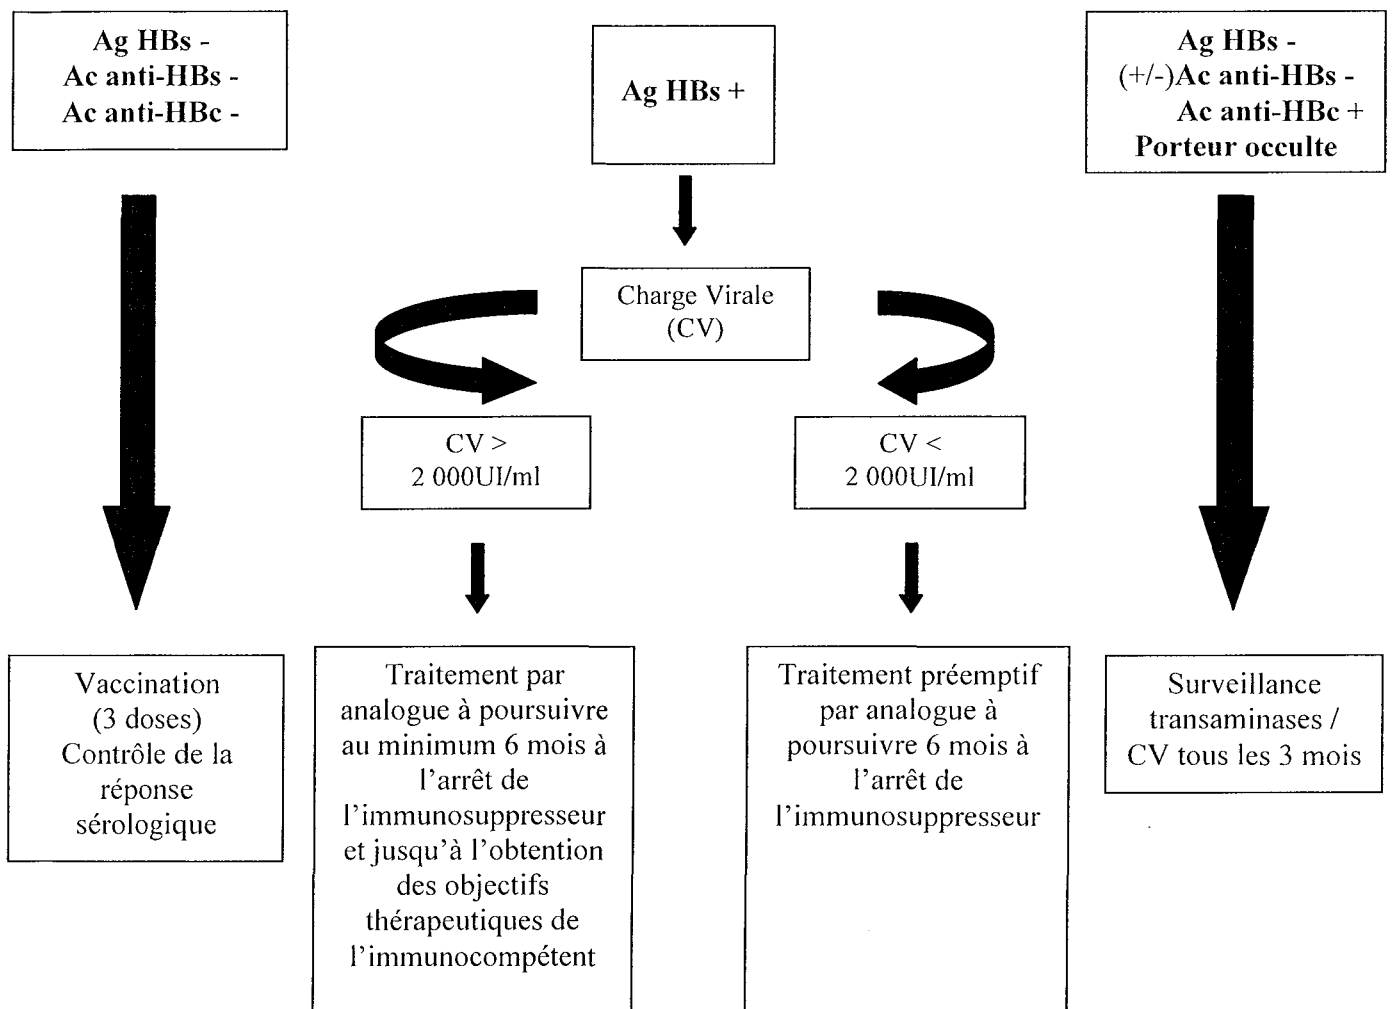 Ag HBs -
Ac anti-HBs -
Ac anti-HBc -
Ag HBs +
Ag HBs -
(+/-)Ac anti-HBs -
Ac anti-HBc +
Porteur occulte
Charge Virale
(CV)
CV >
2 000UI/ml
CV <
2 000UI/ml
Vaccination
(3 doses)
Contrôle de la
réponse
sérologique
Traitement par
analogue à poursuivre
au minimum 6 mois à
l'arrêt de
l'immunosuppresseur
et jusqu'à l'obtention
des objectifs
thérapeutiques de
l'immunocompétent
Traitement préemptif
par analogue à
poursuivre 6 mois à
l'arrêt de
l'immunosuppresseur
Surveillance
transaminases /
CV tous les 3 mois